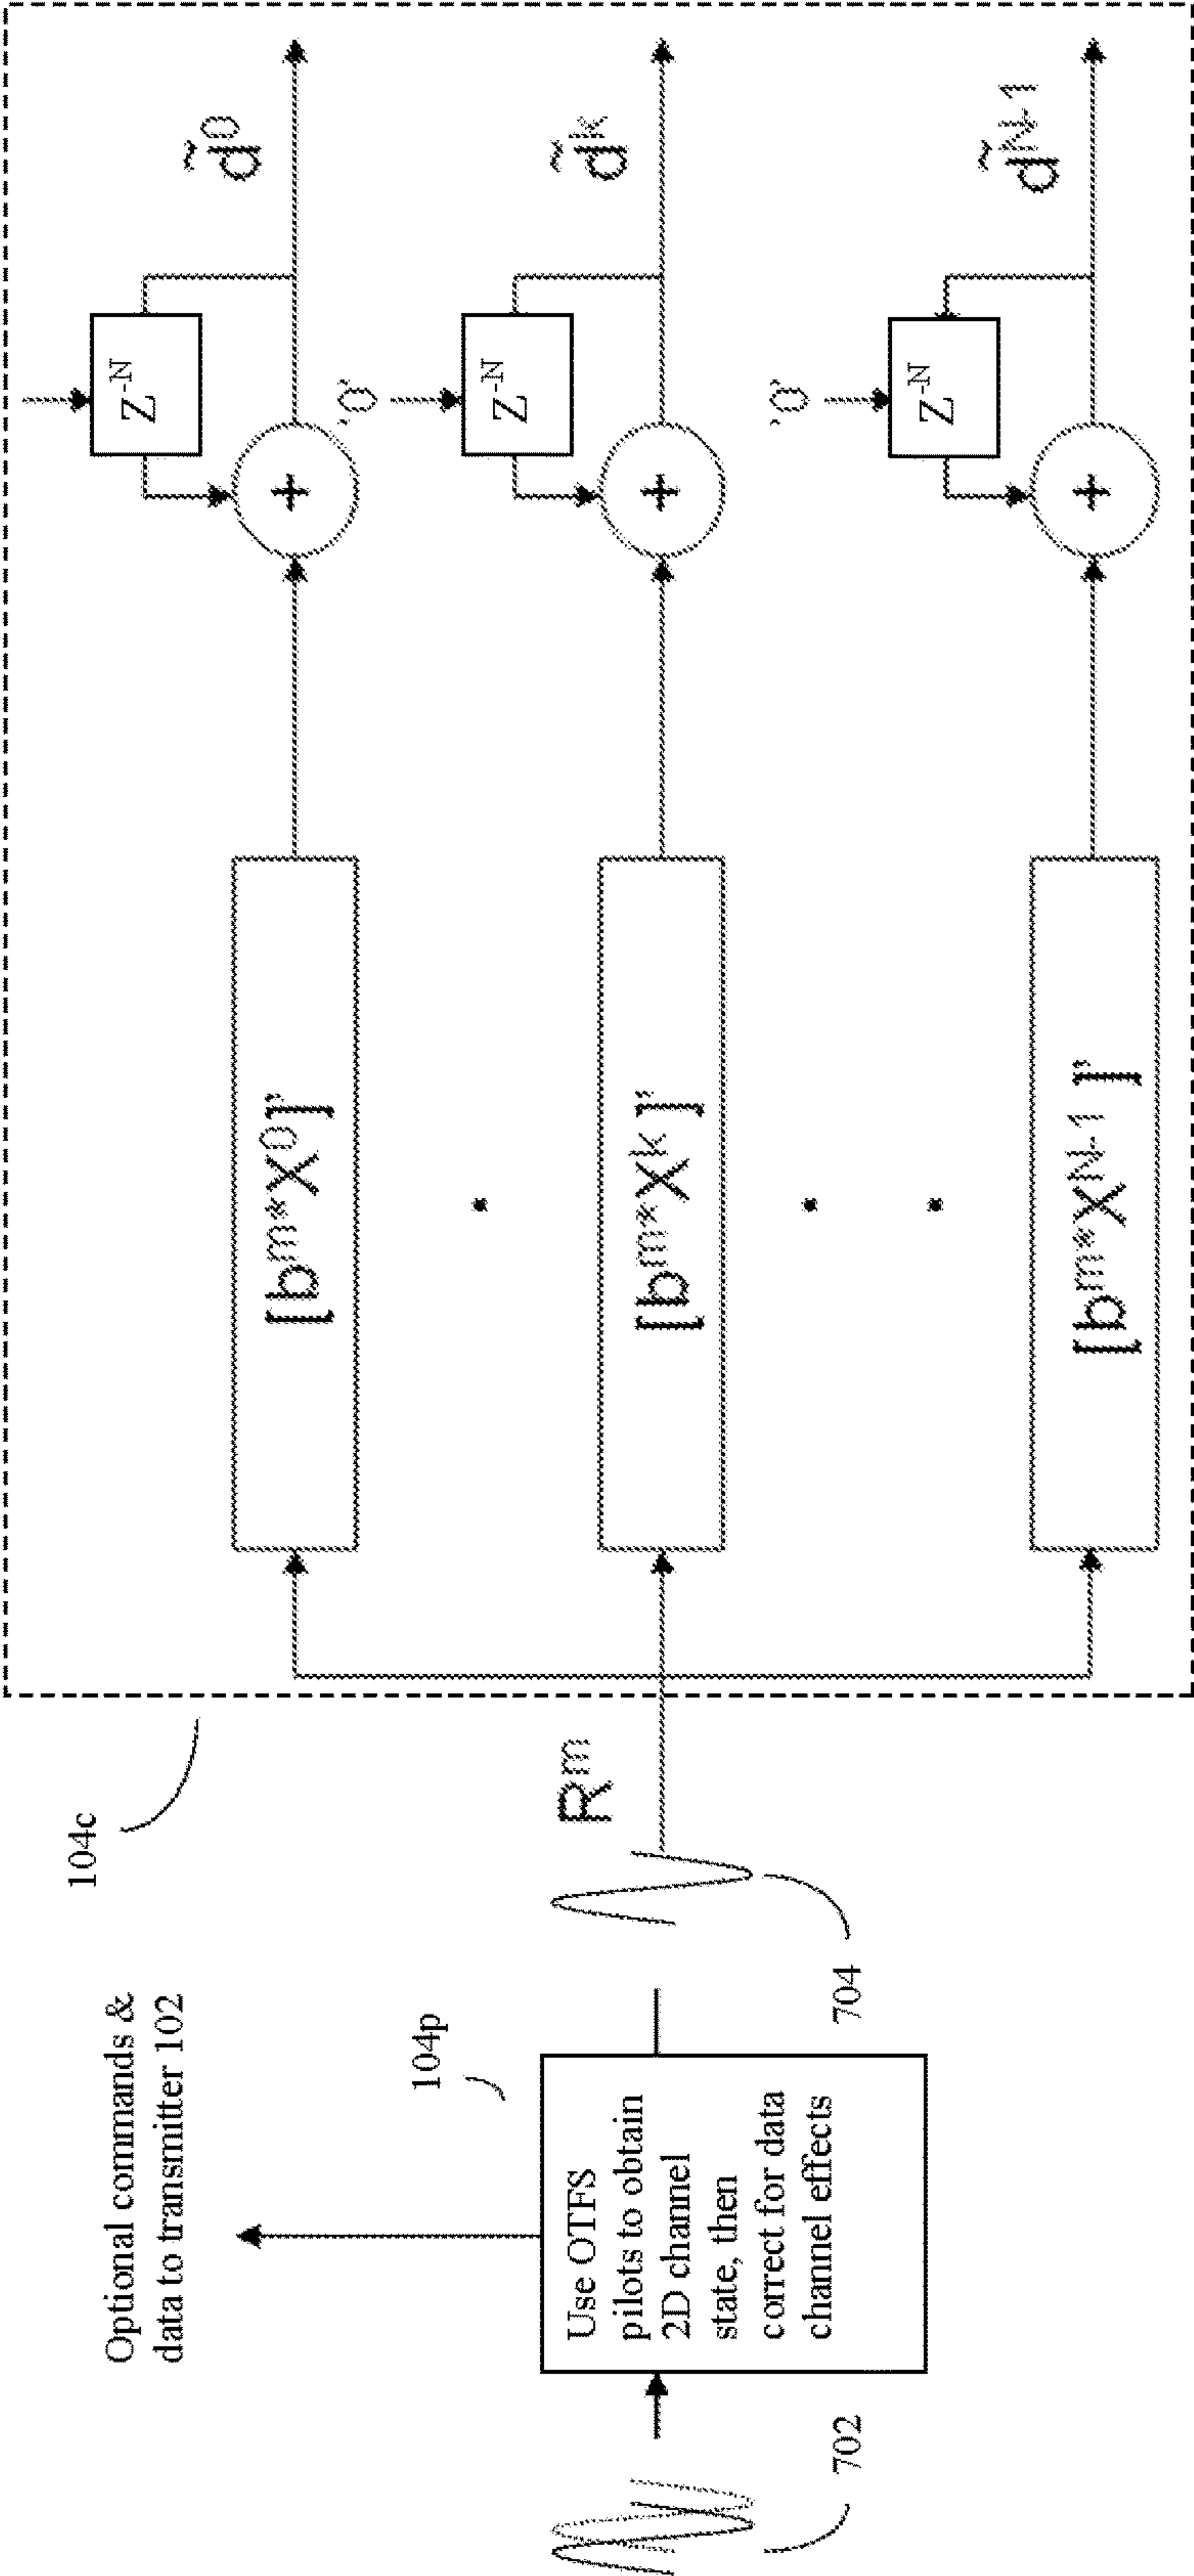 Optional commands &
data to transmitter 102
104p
Use OTFS
pilots to obtain
2D channel
state, then
correct for data
channel effects
702
704
R^m
104c
[b^m*X^0]'
[b^m*X^k ]'
[b^m*X^N-1 ]'
Z^-N
+
d̃^0
'0'
Z^-N
+
d̃^k
'0'
Z^-N
+
d̃^N-1